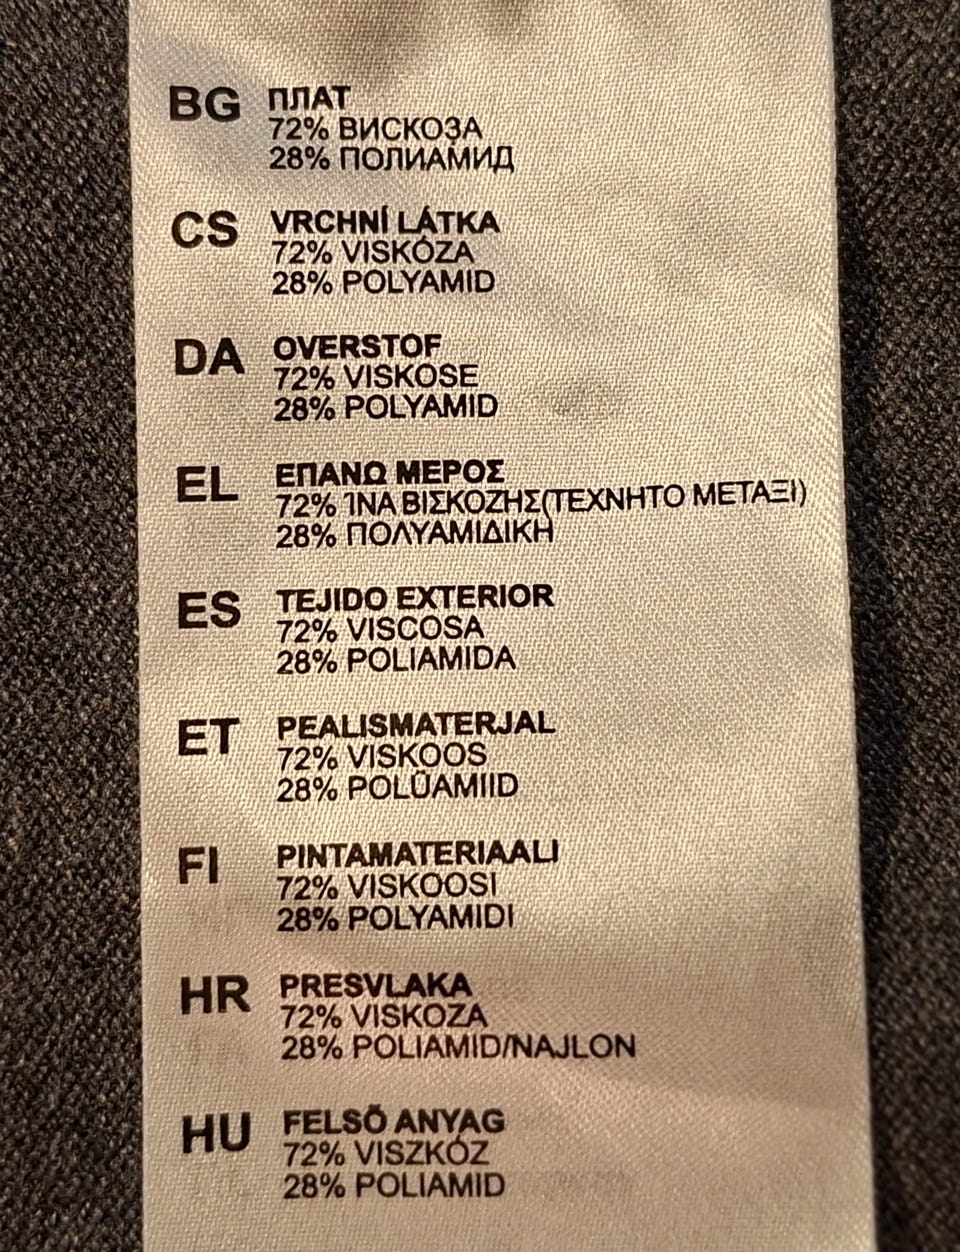 BG ПЛАТ
72% ВИСКОЗА
28% ПОЛИАМИД
CS VRCHNÍ LÁTKA
72% VISKÓZA
28% POLYAMID
DA OVERSTOF
72% VISKOSE
28% POLYAMID
EL ΕΠΑΝΩ ΜΕΡΟΣ
72% ΊΝΑ ΒΙΣΚΟΖΗΣ(ΤΕΧΝΗΤΟ ΜΕΤΑΞΙ)
28% ΠΟΛΥΑΜΙΔΙΚΗ
ES TEJIDO EXTERIOR
72% VISCOSA
28% POLIAMIDA
ET PEALISMATERJAL
72% VISKOOS
28% POLÜAMIID
FI PINTAMATERIAALI
72% VISKOOSI
28% POLYAMIDI
HR PRESVLAKA
72% VISKOZA
28% POLIAMID/NAJLON
HU FELSŐ ANYAG
72% VISZKÓZ
28% POLIAMID